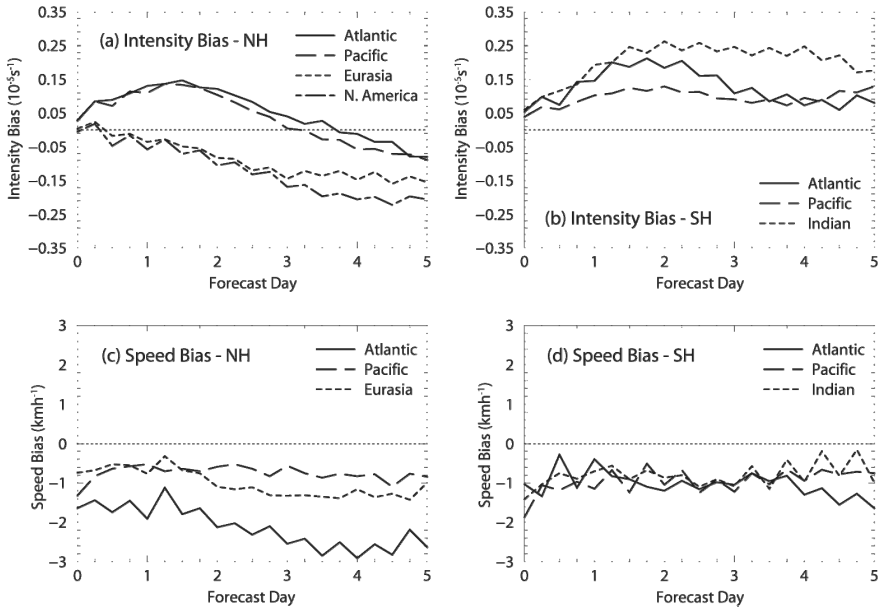 (a) Intensity Bias - NH
Atlantic
Pacific
Eurasia
N. America
Intensity Bias (10⁻⁵s⁻¹)
0.35
0.25
0.15
0.05
−0.05
−0.15
−0.25
−0.35
0 1 2 3 4 5
Forecast Day
(b) Intensity Bias - SH
Atlantic
Pacific
Indian
Intensity Bias (10⁻⁵s⁻¹)
0.35
0.25
0.15
0.05
−0.05
−0.15
−0.25
−0.35
0 1 2 3 4 5
Forecast Day
(c) Speed Bias - NH
Atlantic
Pacific
Eurasia
Speed Bias (kmh⁻¹)
3
2
1
0
−1
−2
−3
0 1 2 3 4 5
Forecast Day
(d) Speed Bias - SH
Atlantic
Pacific
Indian
Speed Bias (kmh⁻¹)
3
2
1
0
−1
−2
−3
0 1 2 3 4 5
Forecast Day